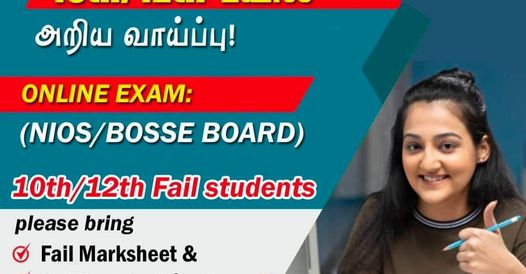 அறிய வாய்ப்பு!
ONLINE EXAM:
(NIOS/BOSSE BOARD)
10th/12th Fail students
please bring
Fail Marksheet &